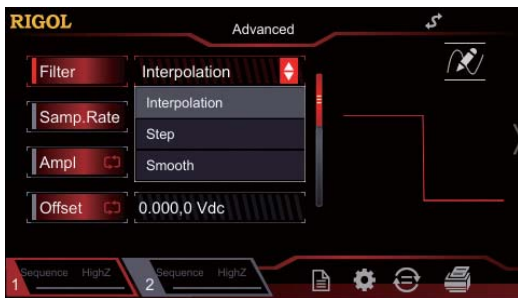 RIGOL
Advanced
Filter
Interpolation
Interpolation
Samp.Rate
Step
Smooth
Ampl
Offset
0.000,0 Vdc
Sequence HighZ
1
Sequence HighZ
2